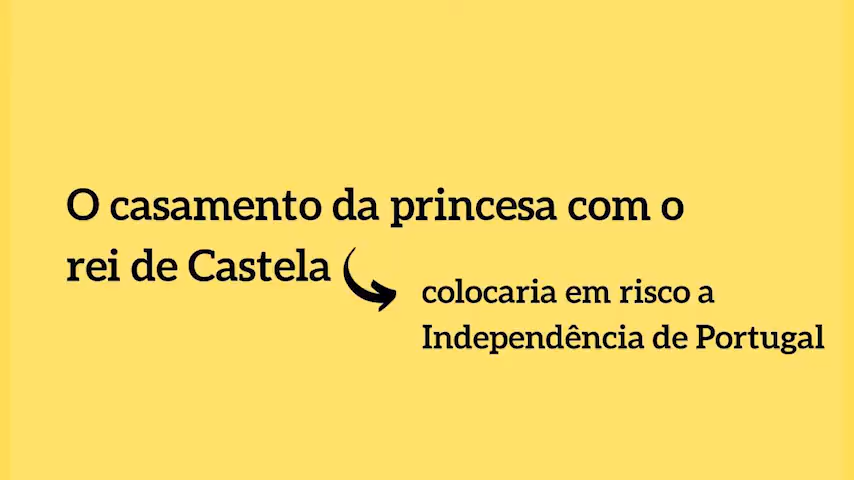 O casamento da princesa com o
rei de Castela
colocaria em risco a
Independência de Portugal